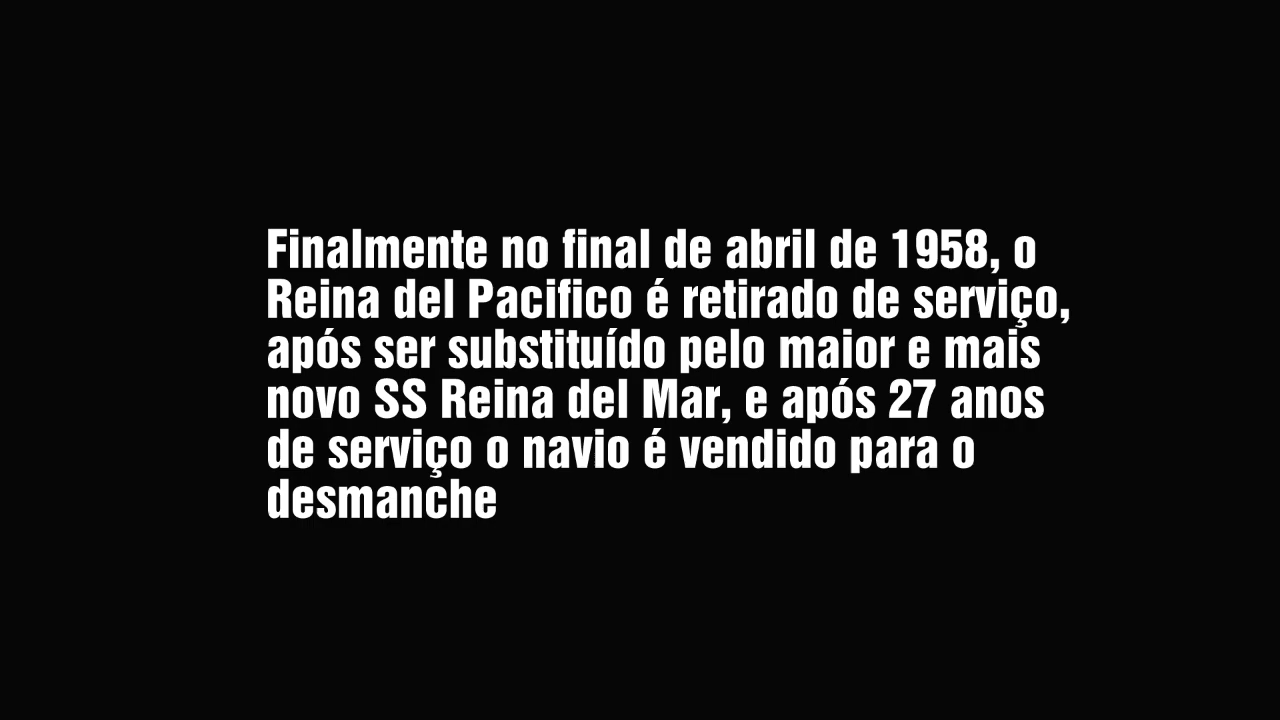 Finalmente no final de abril de 1958, o
Reina del Pacifico é retirado de serviço,
após ser substituído pelo maior e mais
novo SS Reina del Mar, e após 27 anos
de serviço o navio é vendido para o
desmanche